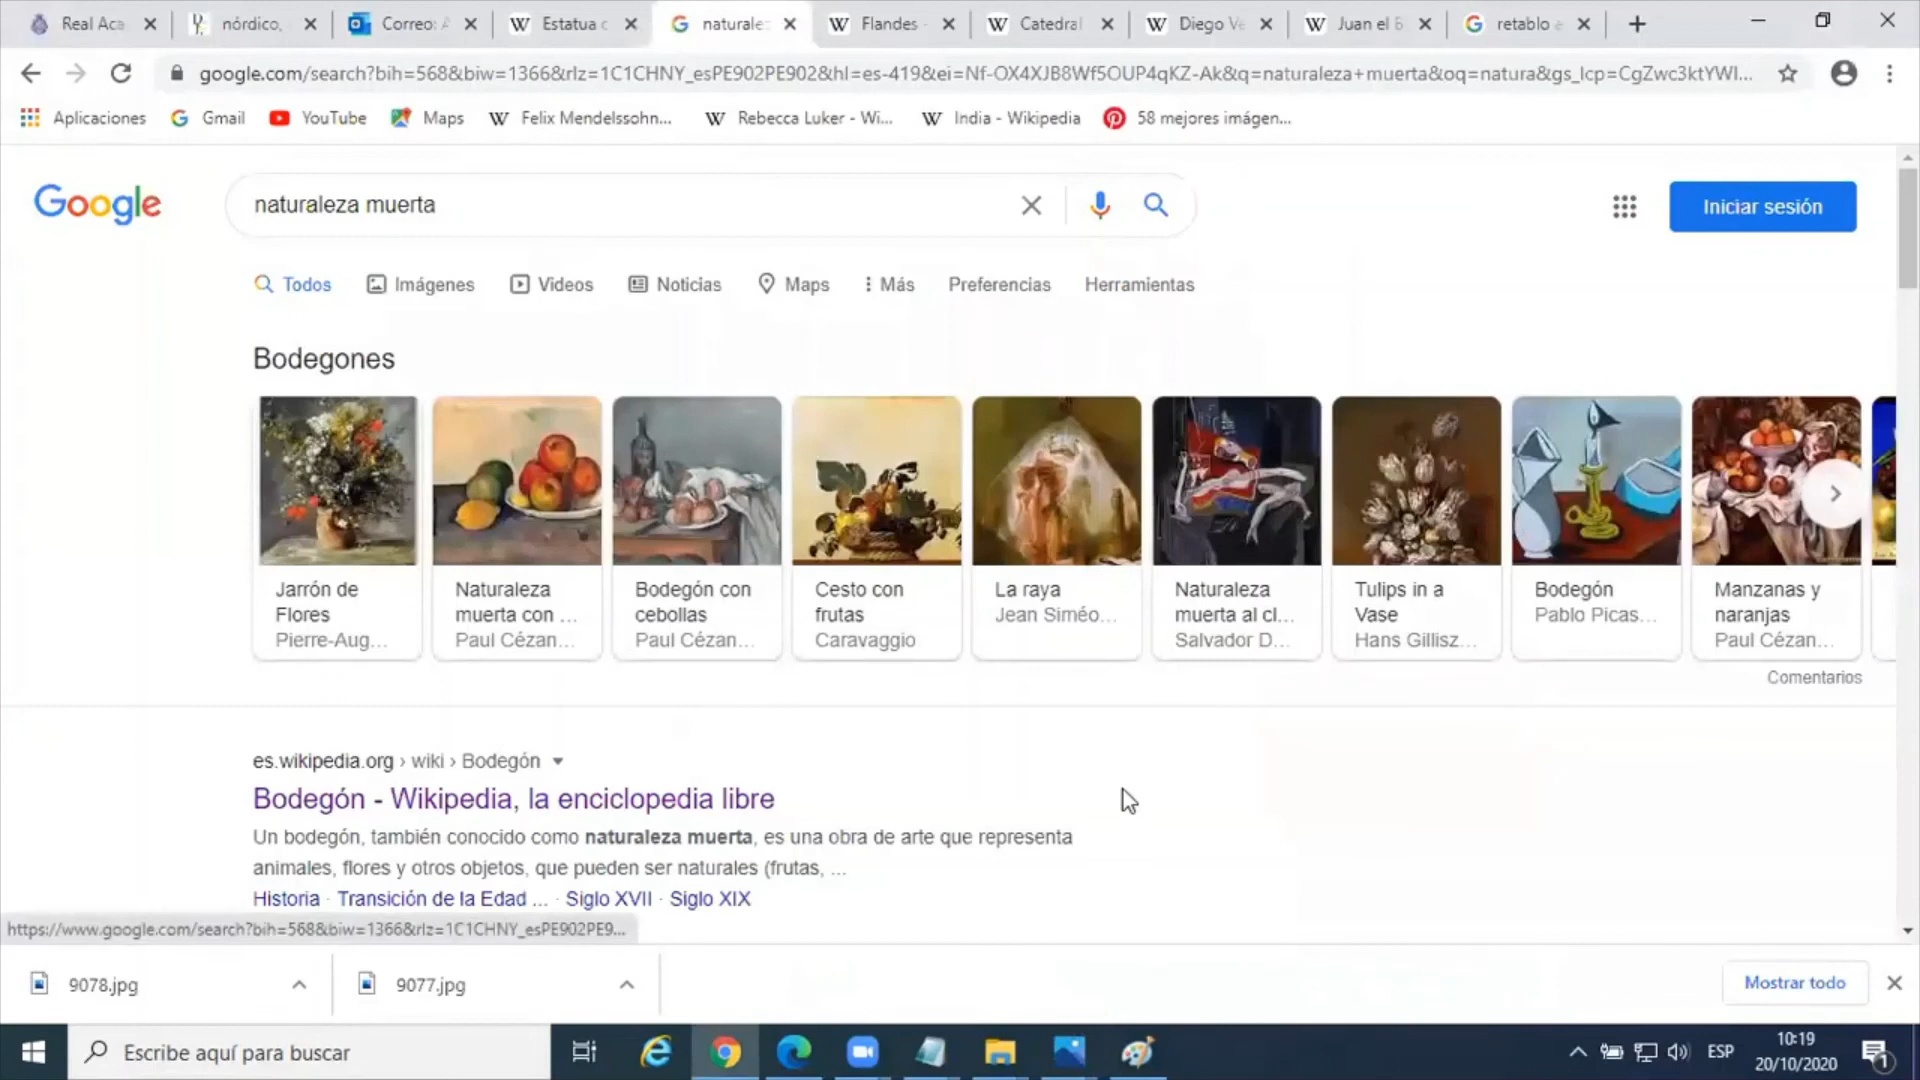 Real Aca
nórdico,
Correo: A
Estatua c
naturale
Flandes -
Catedral
Diego Ve
Juan el B
retablo e
google.com/search?bih=568&biw=1366&rlz=1C1CHNY_esPE902PE902&hl=es-419&ei=Nf-OX4XJB8Wf5OUP4qKZ-Ak&q=naturaleza+muerta&oq=natura&gs_lcp=CgZwc3ktYWI...
Aplicaciones
Gmail
YouTube
Maps
Felix Mendelssohn...
Rebecca Luker - Wi...
India - Wikipedia
58 mejores imágen...
Google
naturaleza muerta
Iniciar sesión
Todos
Imágenes
Videos
Noticias
Maps
Más
Preferencias
Herramientas
Bodegones
Jarrón de
Flores
Pierre-Aug...
Naturaleza
muerta con ...
Paul Cézan...
Bodegón con
cebollas
Paul Cézan...
Cesto con
frutas
Caravaggio
La raya
Jean Siméo...
Naturaleza
muerta al cl...
Salvador D...
Tulips in a
Vase
Hans Gillisz...
Bodegón
Pablo Picas...
Manzanas y
naranjas
Paul Cézan...
Comentarios
es.wikipedia.org › wiki › Bodegón
Bodegón - Wikipedia, la enciclopedia libre
Un bodegón, también conocido como naturaleza muerta, es una obra de arte que representa
animales, flores y otros objetos, que pueden ser naturales (frutas, ...
Historia · Transición de la Edad ... · Siglo XVII · Siglo XIX
https://www.google.com/search?bih=568&biw=1366&rlz=1C1CHNY_esPE902PE9...
9078.jpg
9077.jpg
Mostrar todo
Escribe aquí para buscar
ESP
10:19
20/10/2020
1